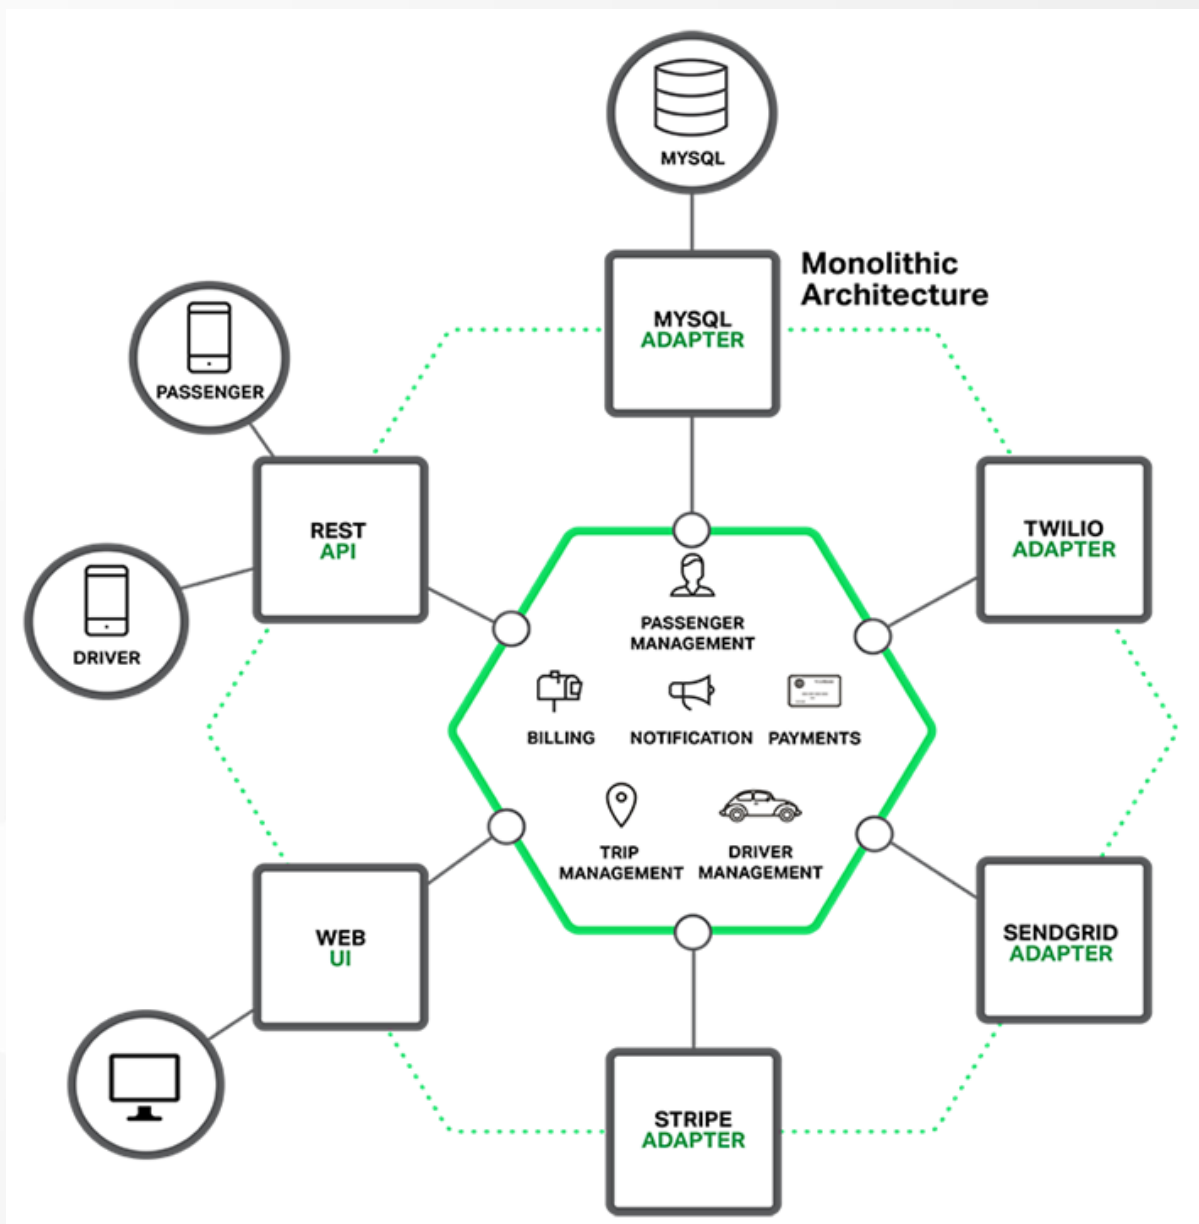 MYSQL
Monolithic
Architecture
MYSQL
ADAPTER
PASSENGER
REST
API
TWILIO
ADAPTER
DRIVER
PASSENGER
MANAGEMENT
BILLING
NOTIFICATION
PAYMENTS
TRIP
MANAGEMENT
DRIVER
MANAGEMENT
WEB
UI
SENDGRID
ADAPTER
STRIPE
ADAPTER